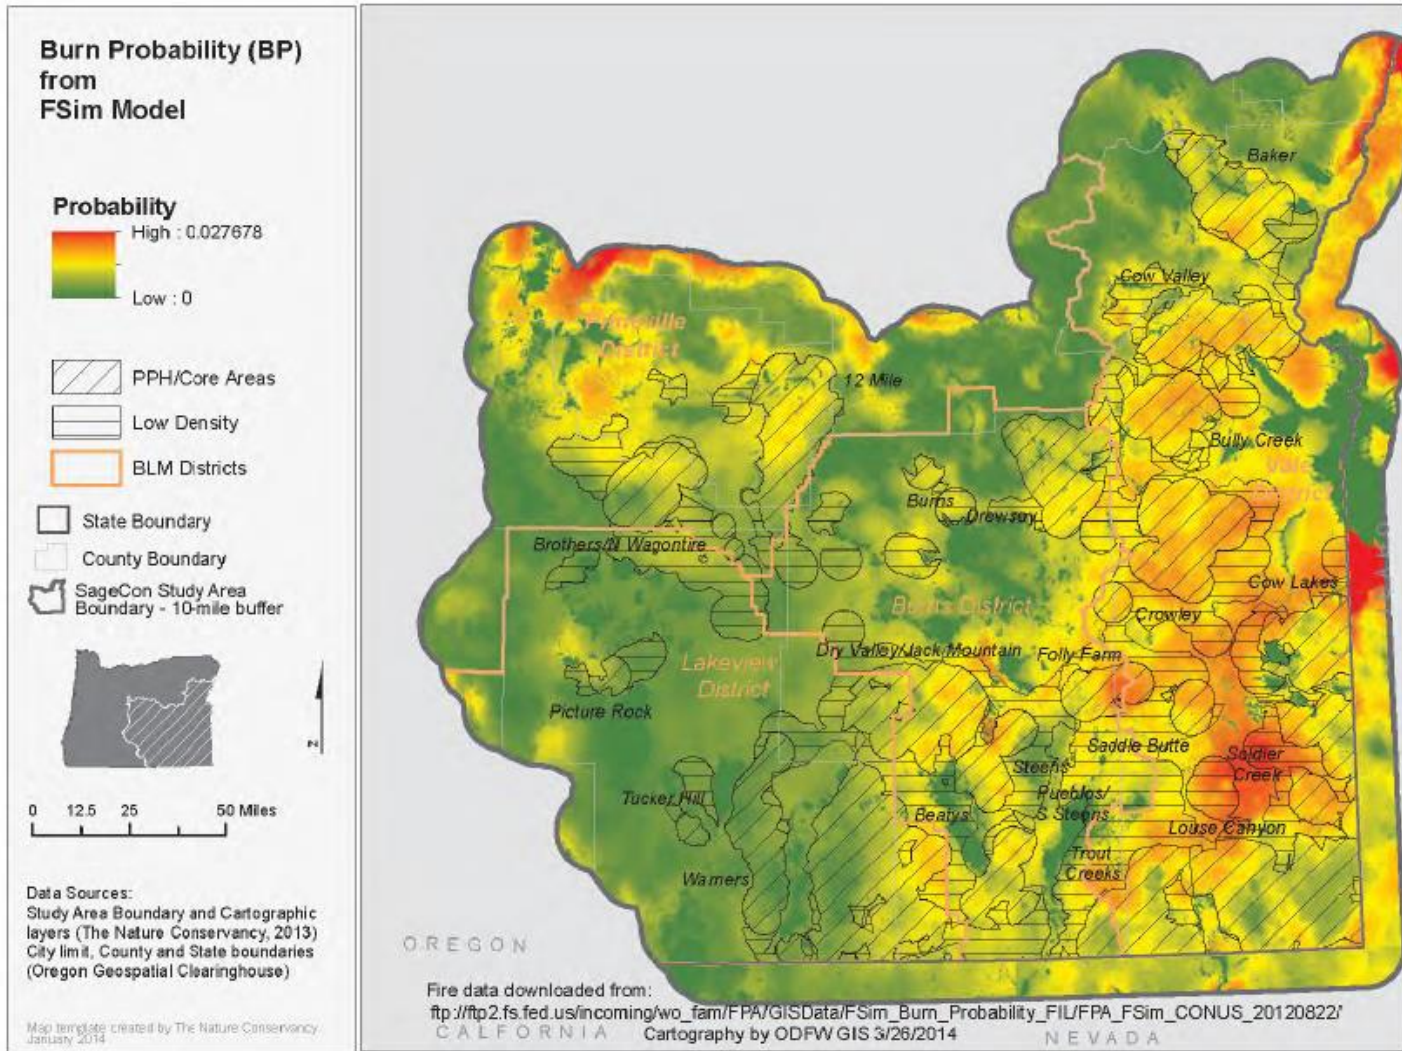 Burn Probability (BP)
from
FSim Model
Probability
High : 0.027678
Low : 0
PPH/Core Areas
Low Density
BLM Districts
State Boundary
County Boundary
SageCon Study Area
Boundary - 10-mile buffer
N
0 12.5 25 50 Miles
Data Sources:
Study Area Boundary and Cartographic
layers (The Nature Conservancy, 2013)
City limit, County and State boundaries
(Oregon Geospatial Clearinghouse)
Map template created by The Nature Conservancy
January 2014
Baker
Cow Valley
Prineville
District
12 Mile
Bully Creek
Vale
District
Burns
Drewsey
Brothers/N Wagontire
Cow Lakes
Burns District
Crowley
Dry Valley/Jack Mountain
Folly Farm
Lakeview
District
Picture Rock
Saddle Butte
Soldier
Creek
Steens
Tucker Hill
Pueblos/
S Steens
Beatys
Louse Canyon
Trout
Creeks
Warners
OREGON
Fire data downloaded from:
ftp://ftp2.fs.fed.us/incoming/wo_fam/FPA/GISData/FSim_Burn_Probability_FIL/FPA_FSim_CONUS_20120822/'
CALIFORNIA
Cartography by ODFW GIS 3/26/2014
NEVADA